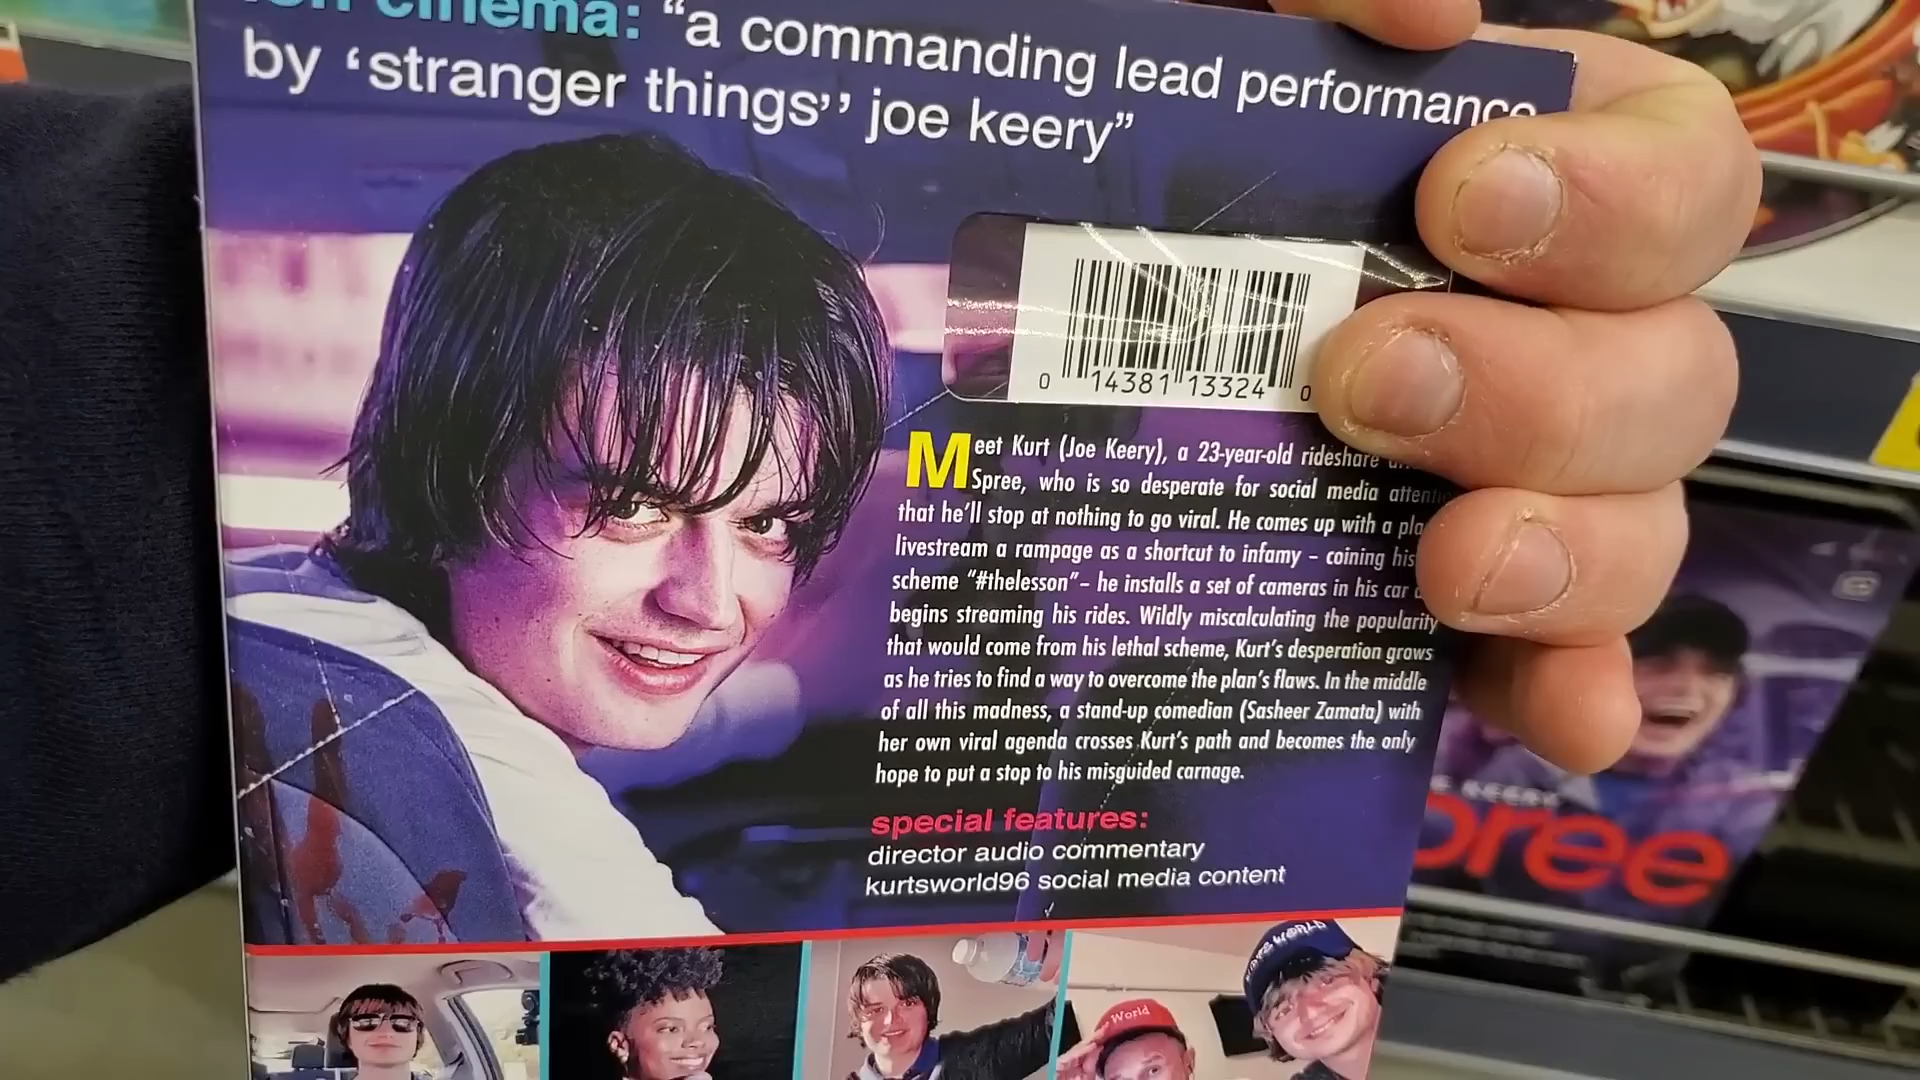 cinema: "a commanding lead performance
by 'stranger things'' joe keery"
0 14381 13324 0
Meet Kurt (Joe Keery), a 23-year-old rideshare
Spree, who is so desperate for social media
that he'll stop at nothing to go viral. He comes up with a
livestream a rampage as a shortcut to infamy – coining his
scheme "#thelesson"– he installs a set of cameras in his car
begins streaming his rides. Wildly miscalculating the popularity
that would come from his lethal scheme, Kurt's desperation grows
as he tries to find a way to overcome the plan's flaws. In the middle
of all this madness, a stand-up comedian (Sasheer Zamata) with
her own viral agenda crosses Kurt's path and becomes the only
hope to put a stop to his misguided carnage.
special features:
director audio commentary
kurtsworld96 social media content
World
WORLD
KEERY
pree